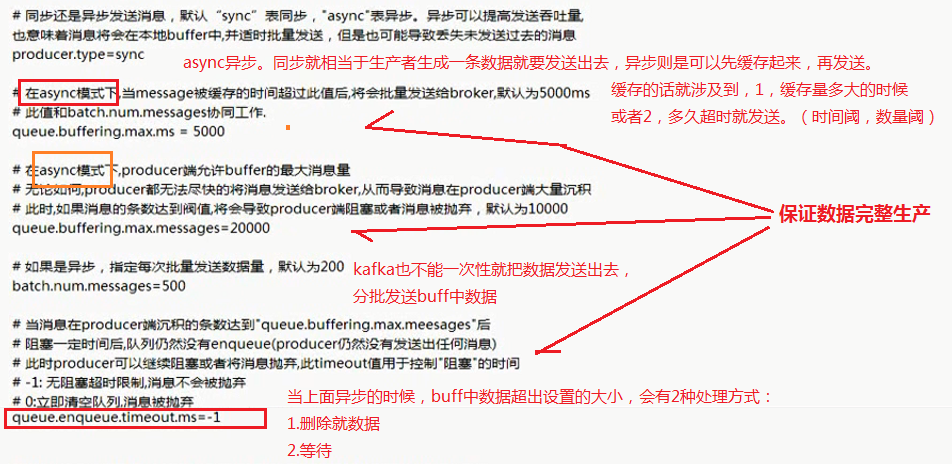 # 同步还是异步发送消息，默认“sync”表同步，"async"表异步。异步可以提高发送吞吐量,
也意味着消息将会在本地buffer中,并适时批量发送，但是也可能导致丢失未发送过去的消息
producer.type=sync
async异步。同步就相当于生产者生成一条数据就要发送出去，异步则是可以先缓存起来，再发送。
缓存的话就涉及到，1，缓存量多大的时候
或者2，多久超时就发送。（时间阈，数量阈）
# 在async模式下,当message被缓存的时间超过此值后,将会批量发送给broker,默认为5000ms
# 此值和batch.num.messages协同工作.
queue.buffering.max.ms = 5000
# 在async模式下,producer端允许buffer的最大消息量
# 无论如何,producer都无法尽快的将消息发送给broker,从而导致消息在producer端大量沉积
# 此时,如果消息的条数达到阀值,将会导致producer端阻塞或者消息被抛弃，默认为10000
queue.buffering.max.messages=20000
保证数据完整生产
# 如果是异步，指定每次批量发送数据量，默认为200
batch.num.messages=500
kafka也不能一次性就把数据发送出去，
分批发送buff中数据
# 当消息在producer端沉积的条数达到"queue.buffering.max.meesages"后
# 阻塞一定时间后,队列仍然没有enqueue(producer仍然没有发送出任何消息)
# 此时producer可以继续阻塞或者将消息抛弃,此timeout值用于控制"阻塞"的时间
# -1: 无阻塞超时限制,消息不会被抛弃
# 0:立即清空队列,消息被抛弃
queue.enqueue.timeout.ms=-1
当上面异步的时候，buff中数据超出设置的大小，会有2种处理方式：
1.删除就数据
2.等待